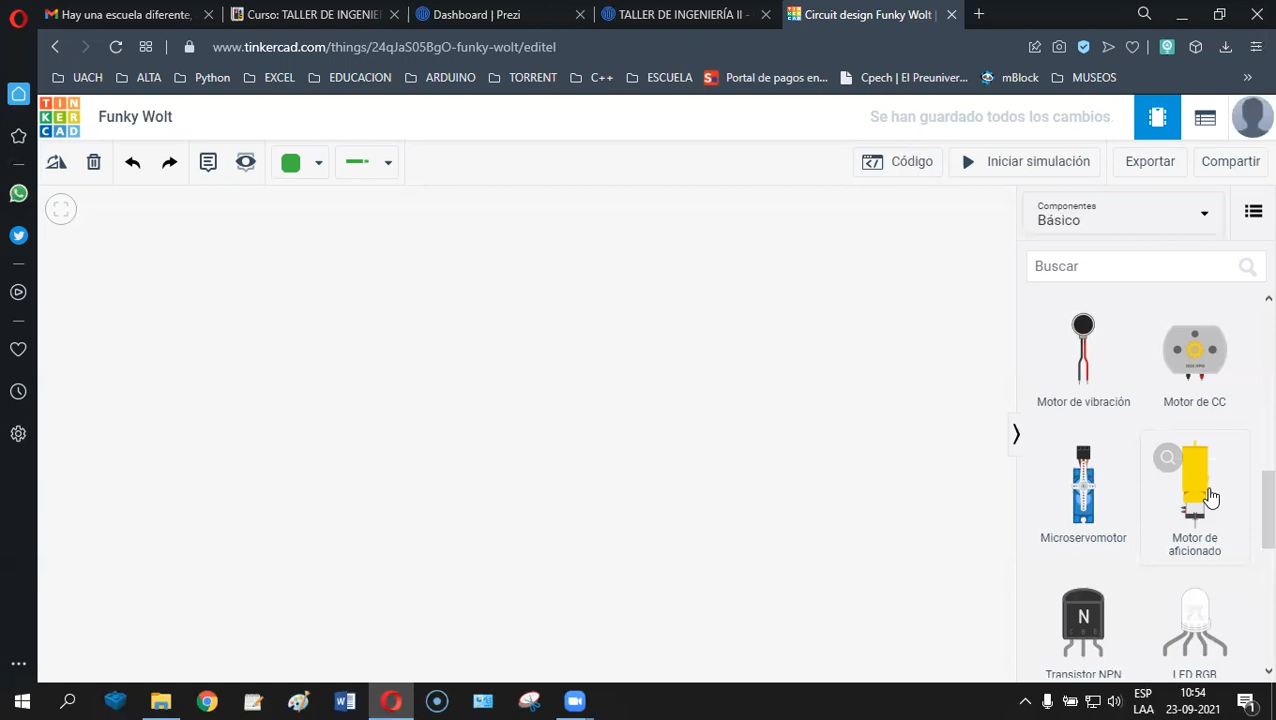 Hay una escuela diferente,
Curso: TALLER DE INGENIE
Dashboard | Prezi
TALLER DE INGENIERÍA II -
Circuit design Funky Wolt |
www.tinkercad.com/things/24qJaS05BgO-funky-wolt/editel
UACH
ALTA
Python
EXCEL
EDUCACION
ARDUINO
TORRENT
C++
ESCUELA
Portal de pagos en...
Cpech | El Preuniver...
mBlock
MUSEOS
TIN
KER
CAD
Funky Wolt
Se han guardado todos los cambios.
Código
Iniciar simulación
Exportar
Compartir
Componentes
Básico
Buscar
Motor de vibración
Motor de CC
Microservomotor
Motor de
aficionado
N
Transistor NPN
LED RGB
ESP
LAA
10:54
23-09-2021
1